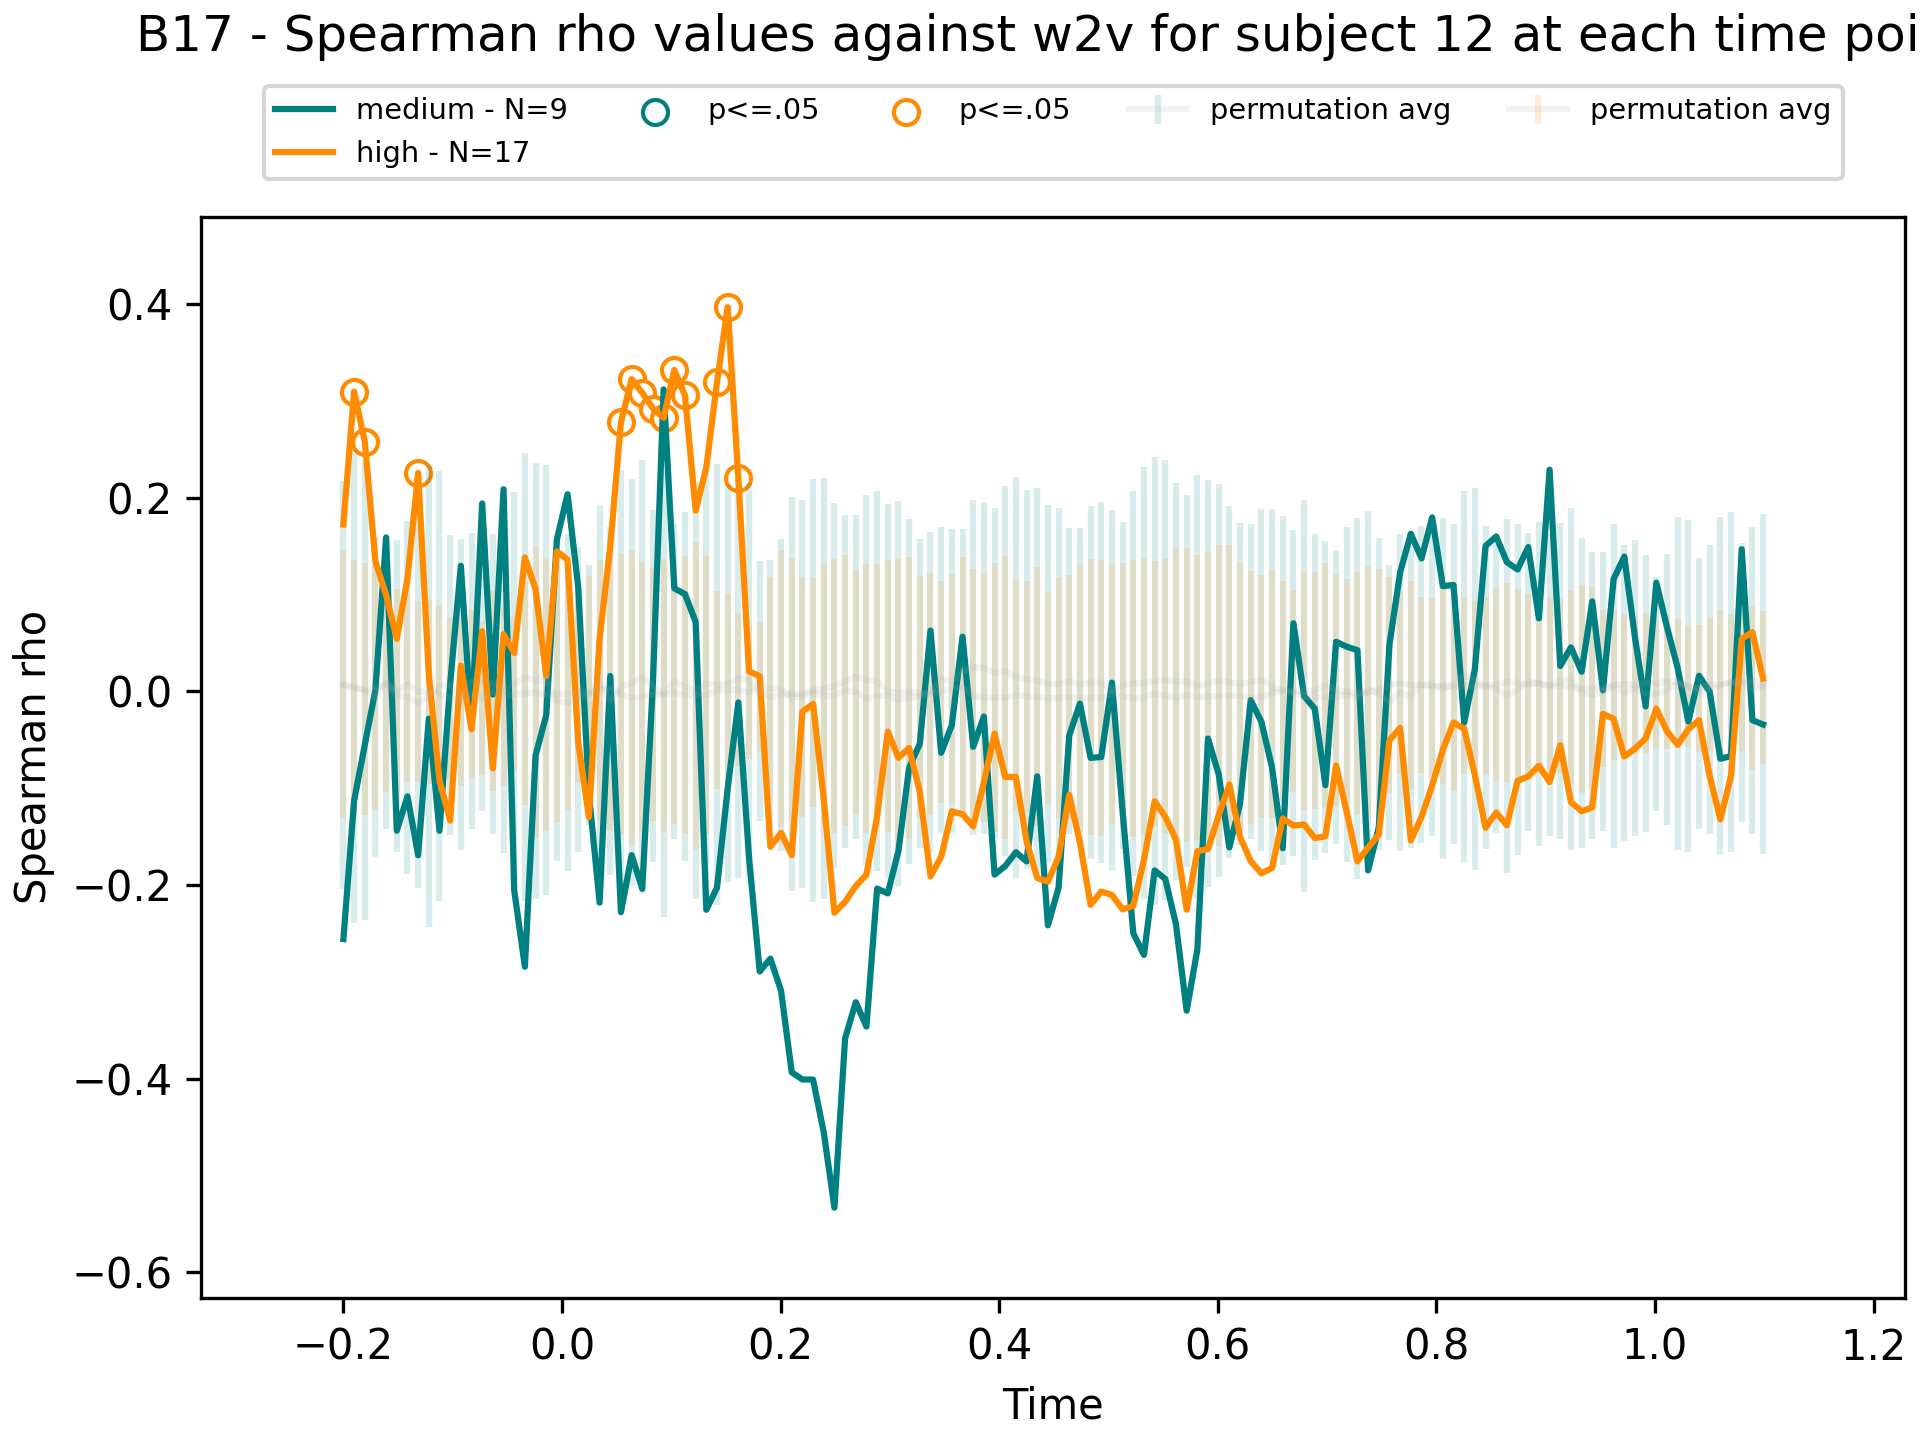 B17 - Spearman rho values against w2v for subject 12 at each time poi
medium - N=9
high - N=17
p<=.05
p<=.05
permutation avg
permutation avg
Spearman rho
0.4
0.2
0.0
−0.2
−0.4
−0.6
−0.2 0.0 0.2 0.4 0.6 0.8 1.0 1.2
Time